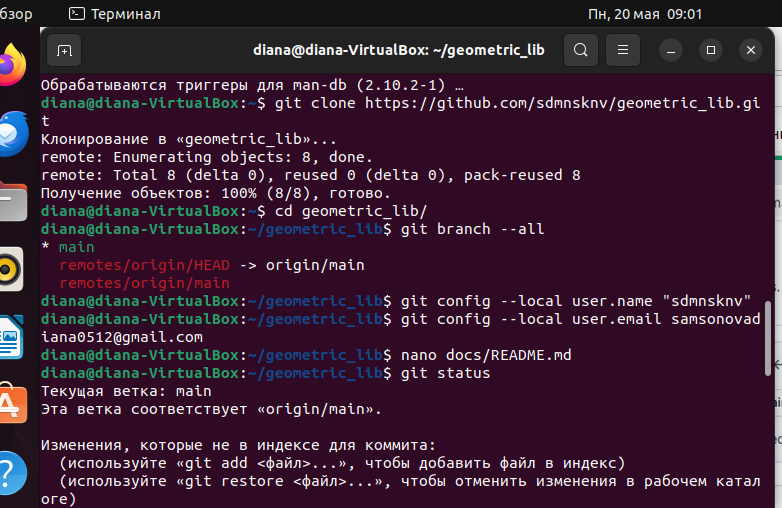 бзор Терминал Пн, 20 мая 09:01
diana@diana-VirtualBox: ~/geometric_lib
Обрабатываются триггеры для man-db (2.10.2-1) …
diana@diana-VirtualBox:~$ git clone https://github.com/sdmnsknv/geometric_lib.gi
t
Клонирование в «geometric_lib»...
remote: Enumerating objects: 8, done.
remote: Total 8 (delta 0), reused 0 (delta 0), pack-reused 8
Получение объектов: 100% (8/8), готово.
diana@diana-VirtualBox:~$ cd geometric_lib/
diana@diana-VirtualBox:~/geometric_lib$ git branch --all
* main
remotes/origin/HEAD -> origin/main
remotes/origin/main
diana@diana-VirtualBox:~/geometric_lib$ git config --local user.name "sdmnsknv"
diana@diana-VirtualBox:~/geometric_lib$ git config --local user.email samsonovad
iana0512@gmail.com
diana@diana-VirtualBox:~/geometric_lib$ nano docs/README.md
diana@diana-VirtualBox:~/geometric_lib$ git status
Текущая ветка: main
Эта ветка соответствует «origin/main».
Изменения, которые не в индексе для коммита:
(используйте «git add <файл>...», чтобы добавить файл в индекс)
(используйте «git restore <файл>...», чтобы отменить изменения в рабочем катал
оге)